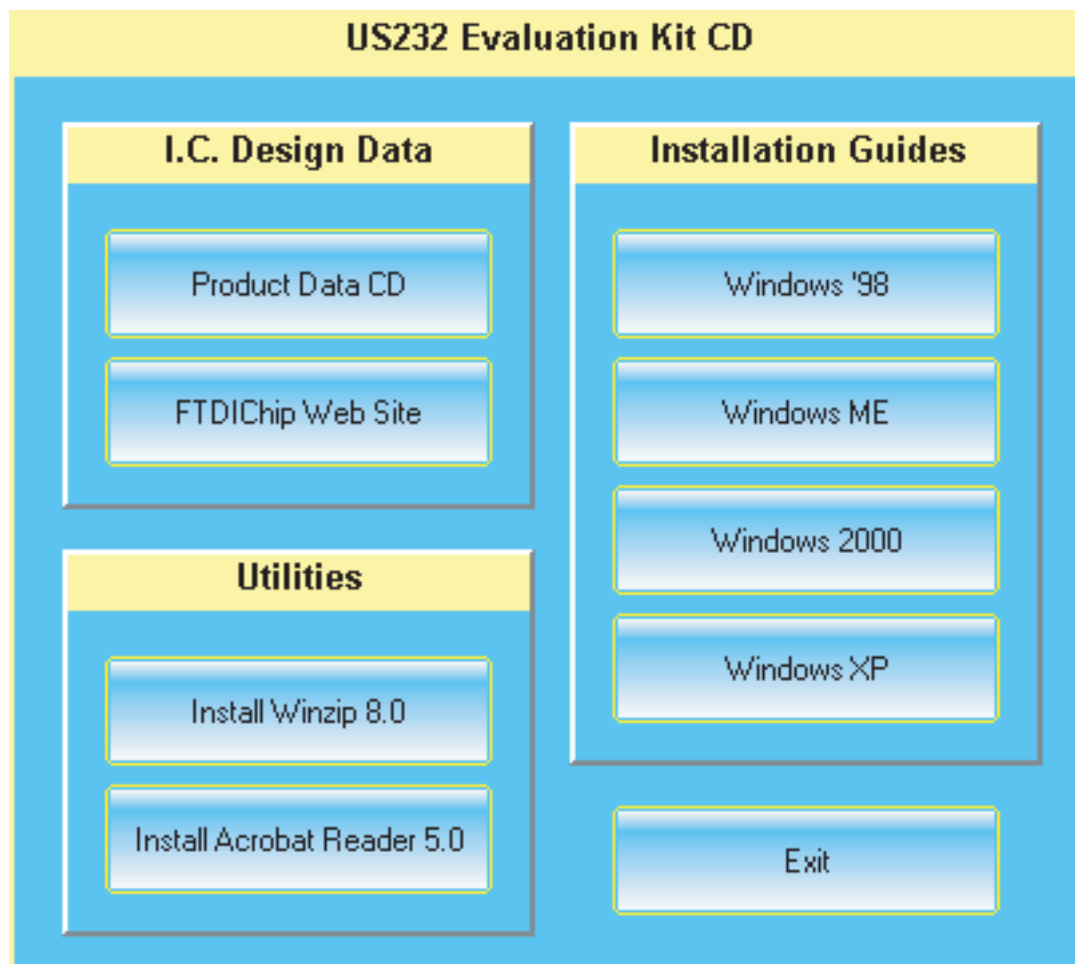 US232 Evaluation Kit CD
I.C. Design Data
Product Data CD
FTDIChip Web Site
Utilities
Install Winzip 8.0
Install Acrobat Reader 5.0
Installation Guides
Windows '98
Windows ME
Windows 2000
Windows XP
Exit